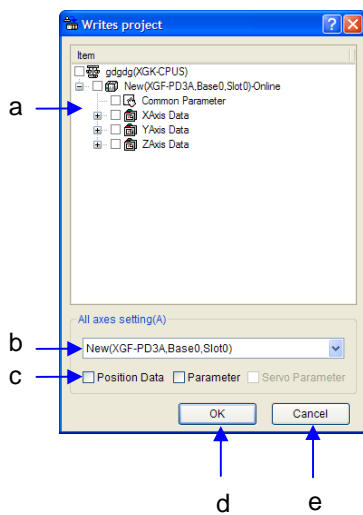 Writes project
Item
gdgdg(XGK-CPUS)
New(XGF-PD3A,Base0,Slot0)-Online
Common Parameter
a
XAxis Data
YAxis Data
ZAxis Data
All axes setting(A)
b
New(XGF-PD3A,Base0,Slot0)
c
Position Data Parameter Servo Parameter
OK Cancel
d e